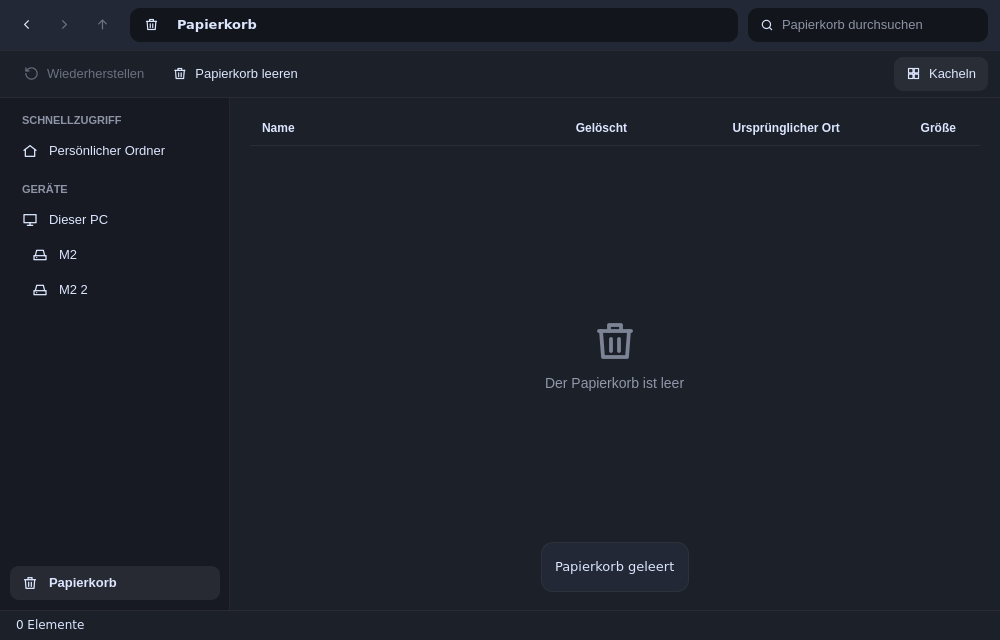 Papierkorb
Papierkorb durchsuchen
Wiederherstellen
Papierkorb leeren
Kacheln
SCHNELLZUGRIFF
Persönlicher Ordner
GERÄTE
Dieser PC
M2
M2 2
Papierkorb
Name Gelöscht Ursprünglicher Ort Größe
Der Papierkorb ist leer
Papierkorb geleert
0 Elemente